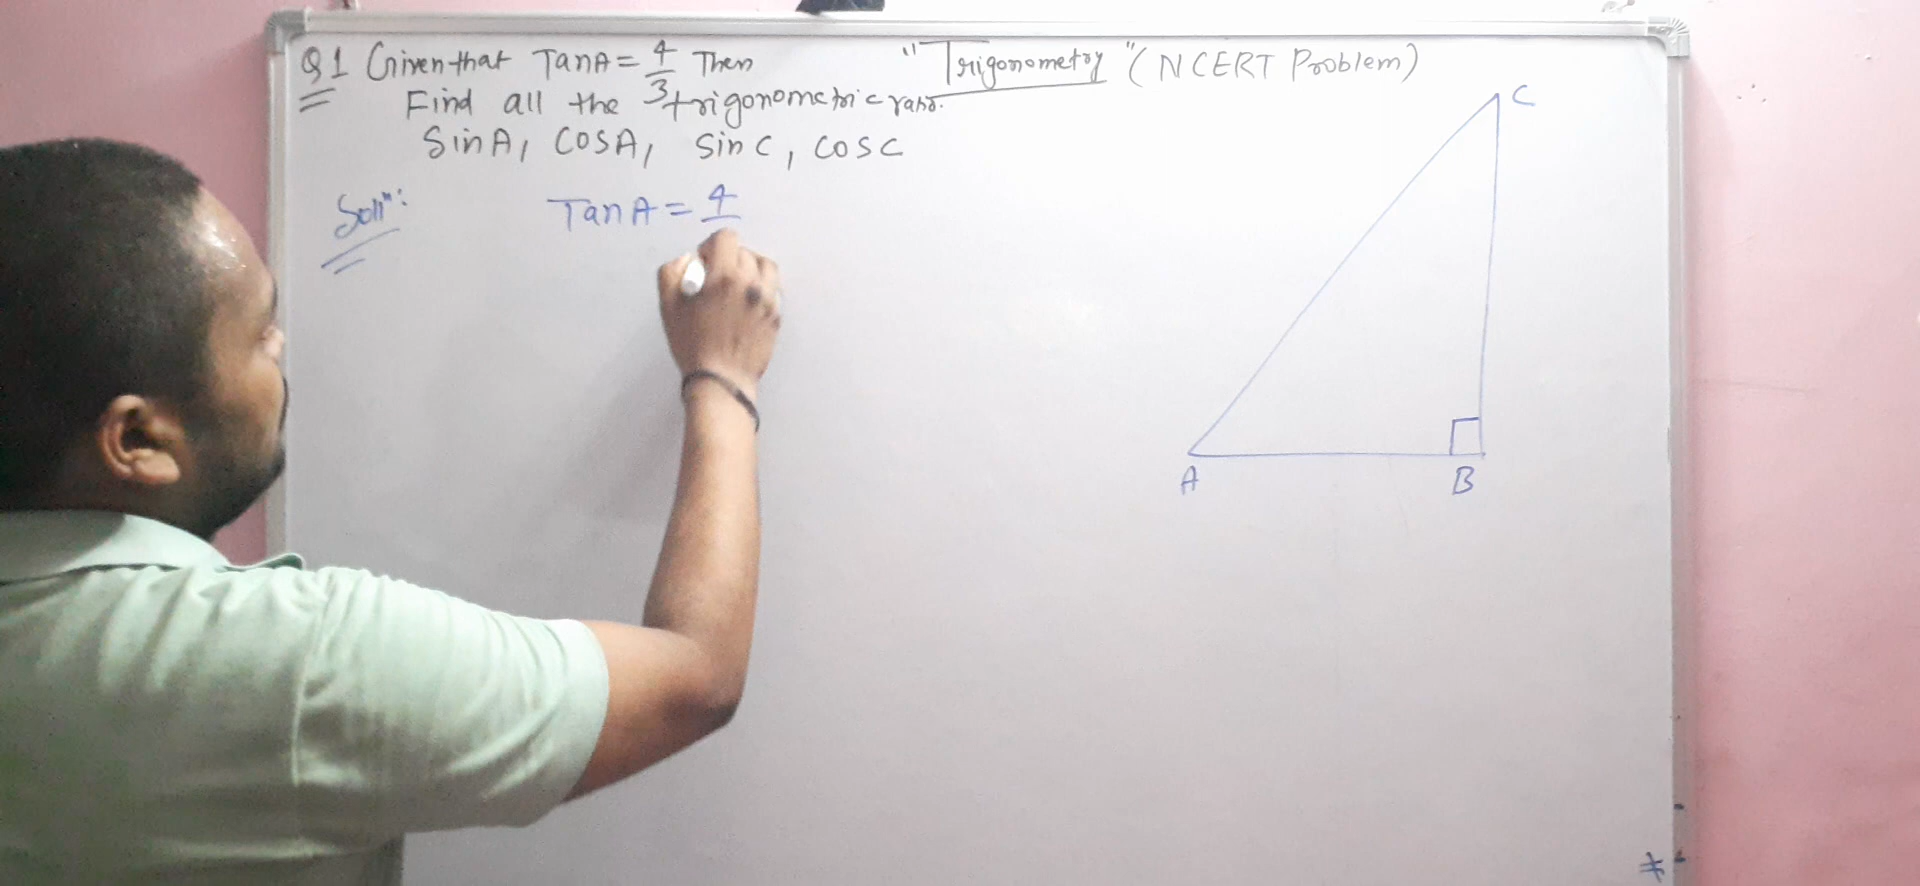 Q1 Given that TanA = 4/3 Then
Find all the trigonometric ratio.
SinA, COSA, Sin C, COS C
"Trigonometry" (NCERT Problem)
Soln:
Tan A = 4
C
A
B